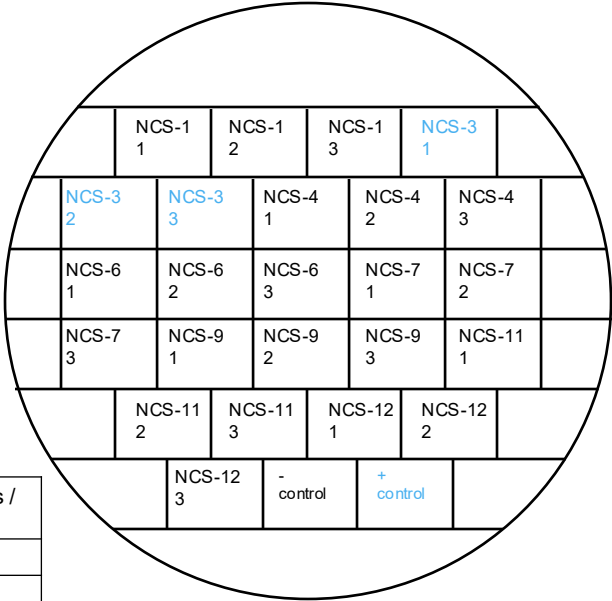 NCS-1 NCS-1 NCS-1 NCS-3
1 2 3 1
NCS-3 NCS-3 NCS-4 NCS-4 NCS-4
2 3 1 2 3
NCS-6 NCS-6 NCS-6 NCS-7 NCS-7
1 2 3 1 2
NCS-7 NCS-9 NCS-9 NCS-9 NCS-11
3 1 2 3 1
NCS-11 NCS-11 NCS-12 NCS-12
2 3 1 2
NCS-12 - +
3 control control
s /